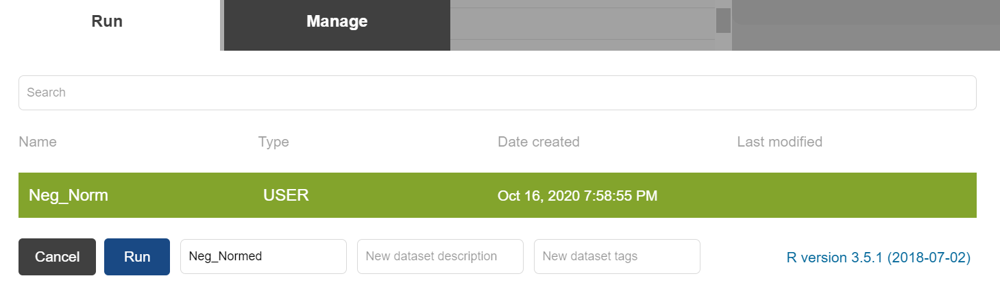 Run Manage
Search
Name Type Date created Last modified
Neg_Norm USER Oct 16, 2020 7:58:55 PM
Cancel Run Neg_Normed New dataset description New dataset tags R version 3.5.1 (2018-07-02)